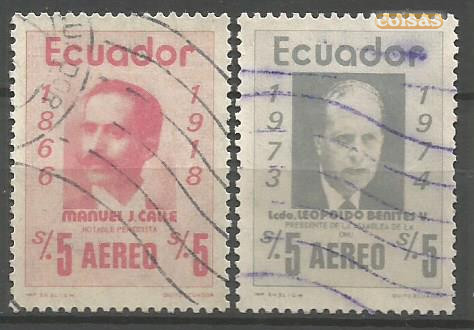 coisas
Ecuador
1866
1918
MANUEL J. CALLE
NOTABLE PERIODISTA
S/. 5 AEREO S/. 5
Ecuador
1973
1974
Lcdo. LEOPOLDO BENITES V.
PRESIDENTE DE LA ASAMBLEA DE LA
ONU
S/. 5 AEREO S/. 5